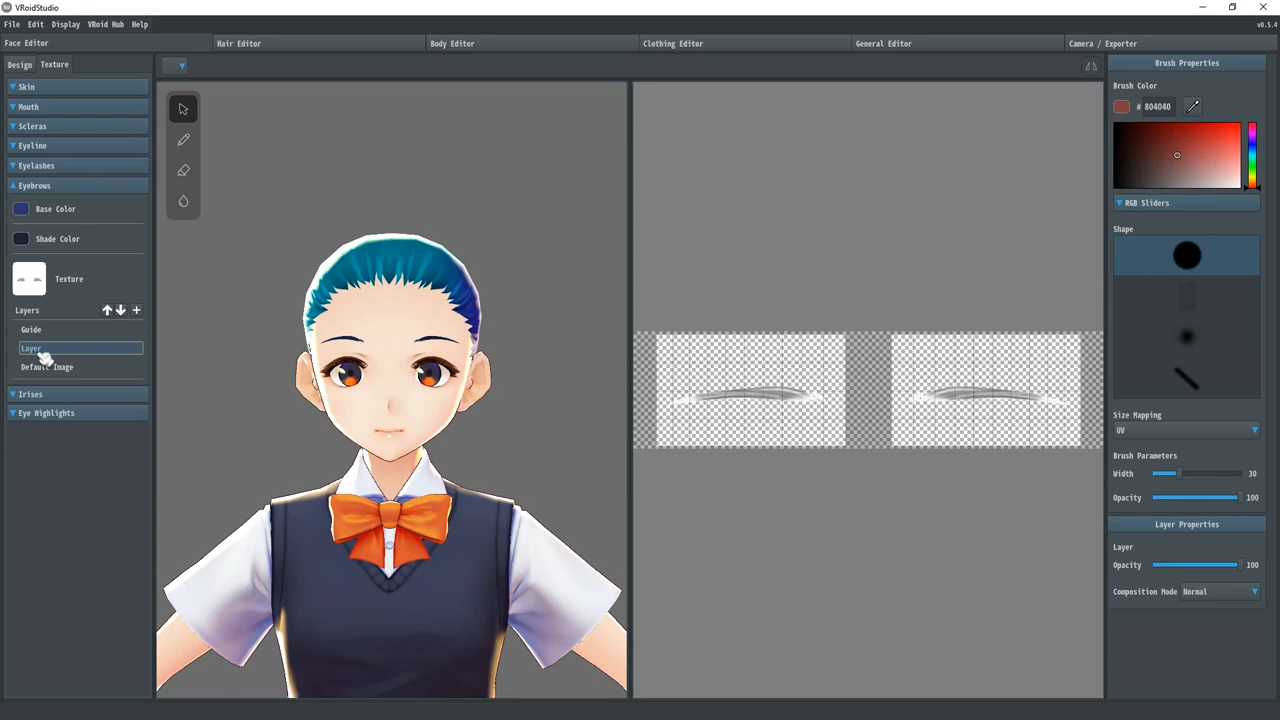 VRoidStudio
File Edit Display VRoid Hub Help
v0.5.4
Face Editor Hair Editor Body Editor Clothing Editor General Editor Camera / Exporter
Design Texture
Skin
Mouth
Scleras
Eyeline
Eyelashes
Eyebrows
Base Color
Shade Color
Texture
Layers
Guide
Layer
Default Image
Irises
Eye Highlights
Brush Properties
Brush Color
# 804040
RGB Sliders
Shape
Size Mapping
UV
Brush Parameters
Width 30
Opacity 100
Layer Properties
Layer
Opacity 100
Composition Mode Normal